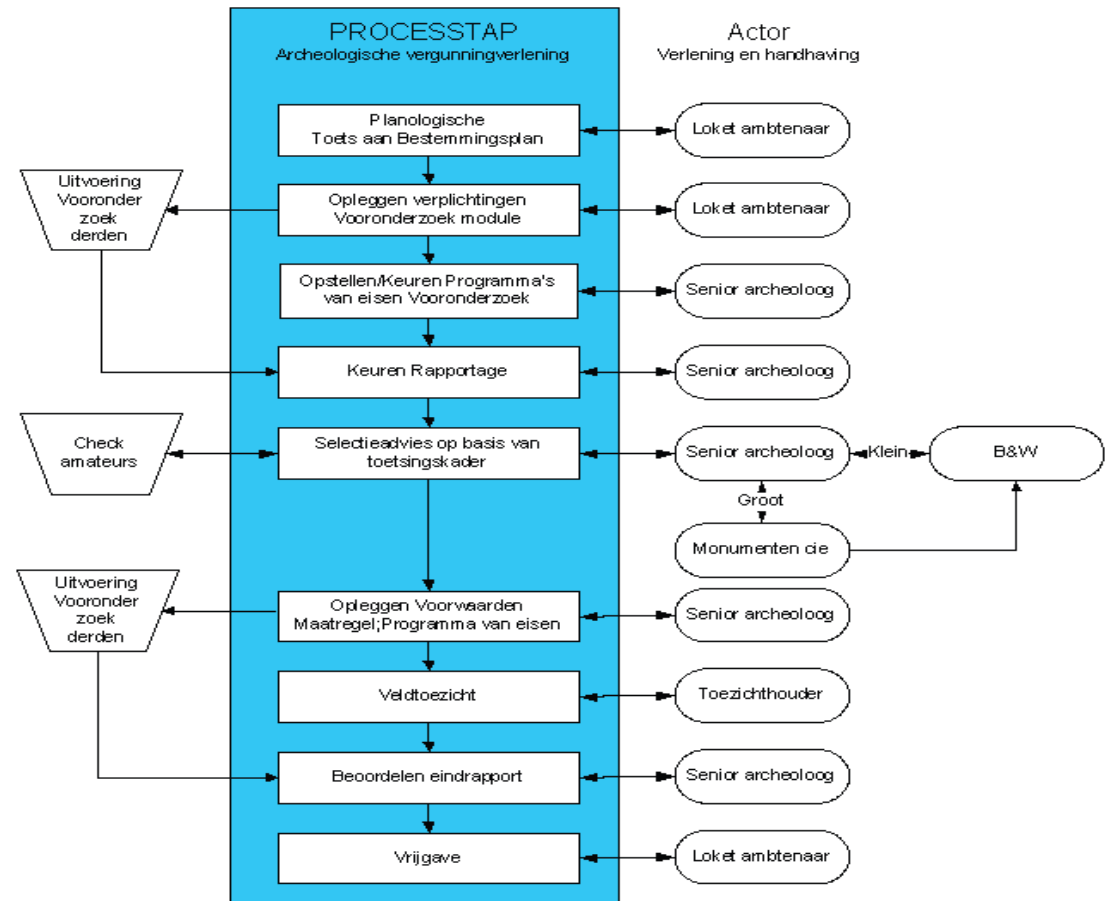 PROCESSTAP
Archeologische vergunningverlening
Actor
Verlening en handhaving
Planologische
Toets aan Bestemmingsplan
Loket ambtenaar
Uitvoering
Vooronder
zoek
derden
Opleggen verplichtingen
Vooronderzoek module
Loket ambtenaar
Opstellen/Keuren Programma's
van eisen Vooronderzoek
Senior archeoloog
Keuren Rapportage
Senior archeoloog
Check
amateurs
Selectieadvies op basis van
toetsingskader
Senior archeoloog
Klein
B&W
Groot
Monumenten cie
Uitvoering
Vooronder
zoek
derden
Opleggen Voorwaarden
Maatregel;Programma van eisen
Senior archeoloog
Veldtoezicht
Toezichthouder
Beoordelen eindrapport
Senior archeoloog
Vrijgave
Loket ambtenaar